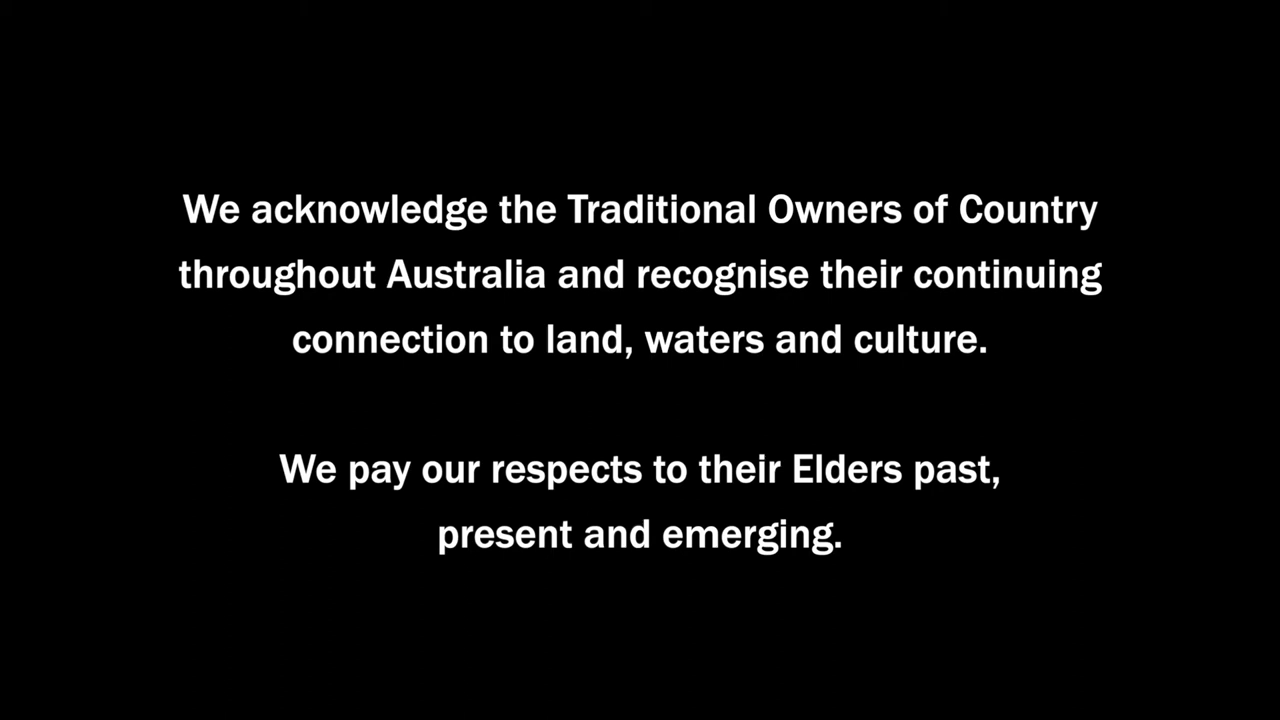 We acknowledge the Traditional Owners of Country
throughout Australia and recognise their continuing
connection to land, waters and culture.
We pay our respects to their Elders past,
present and emerging.